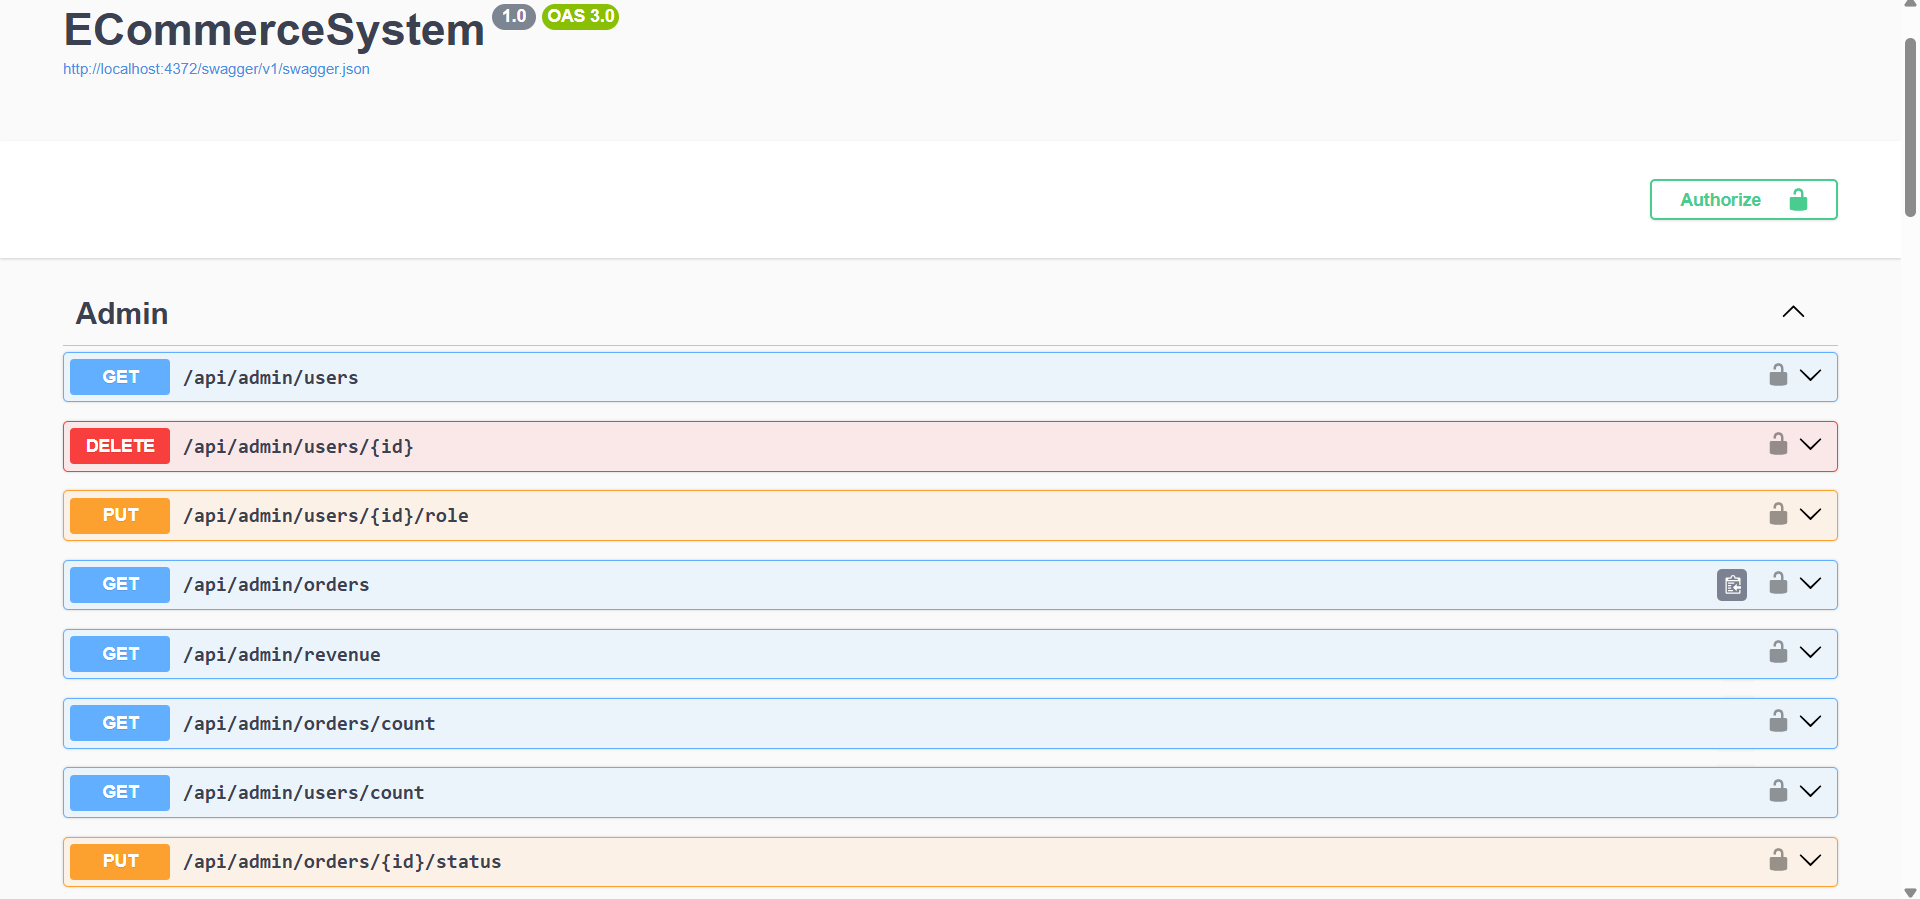 ECommerceSystem 1.0 OAS 3.0
http://localhost:4372/swagger/v1/swagger.json
Authorize
Admin
GET /api/admin/users
DELETE /api/admin/users/{id}
PUT /api/admin/users/{id}/role
GET /api/admin/orders
GET /api/admin/revenue
GET /api/admin/orders/count
GET /api/admin/users/count
PUT /api/admin/orders/{id}/status